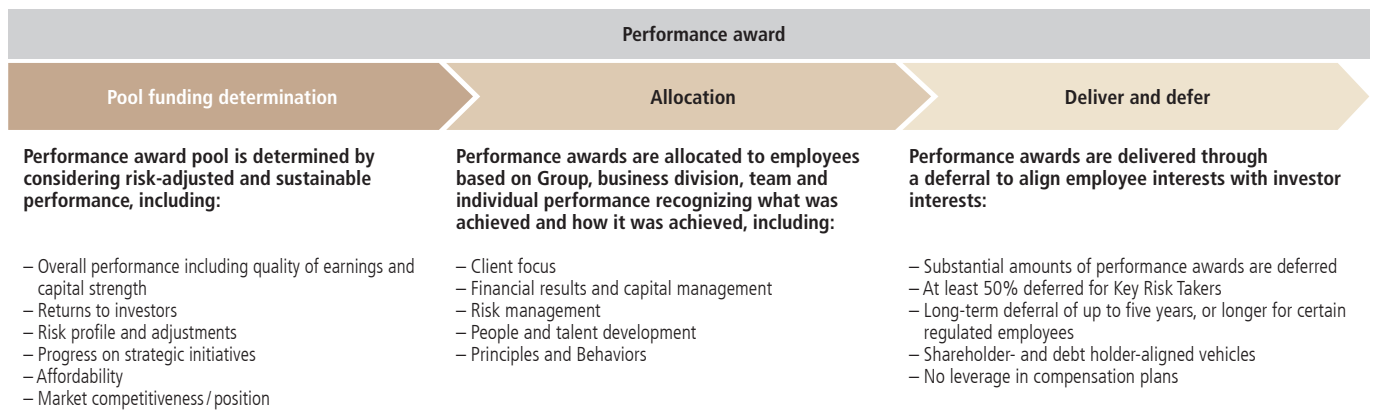 Performance award
Pool funding determination
Allocation
Deliver and defer
Performance award pool is determined by
considering risk-adjusted and sustainable
performance, including:
– Overall performance including quality of earnings and
capital strength
– Returns to investors
– Risk profile and adjustments
– Progress on strategic initiatives
– Affordability
– Market competitiveness / position
Performance awards are allocated to employees
based on Group, business division, team and
individual performance recognizing what was
achieved and how it was achieved, including:
– Client focus
– Financial results and capital management
– Risk management
– People and talent development
– Principles and Behaviors
Performance awards are delivered through
a deferral to align employee interests with investor
interests:
– Substantial amounts of performance awards are deferred
– At least 50% deferred for Key Risk Takers
– Long-term deferral of up to five years, or longer for certain
regulated employees
– Shareholder- and debt holder-aligned vehicles
– No leverage in compensation plans